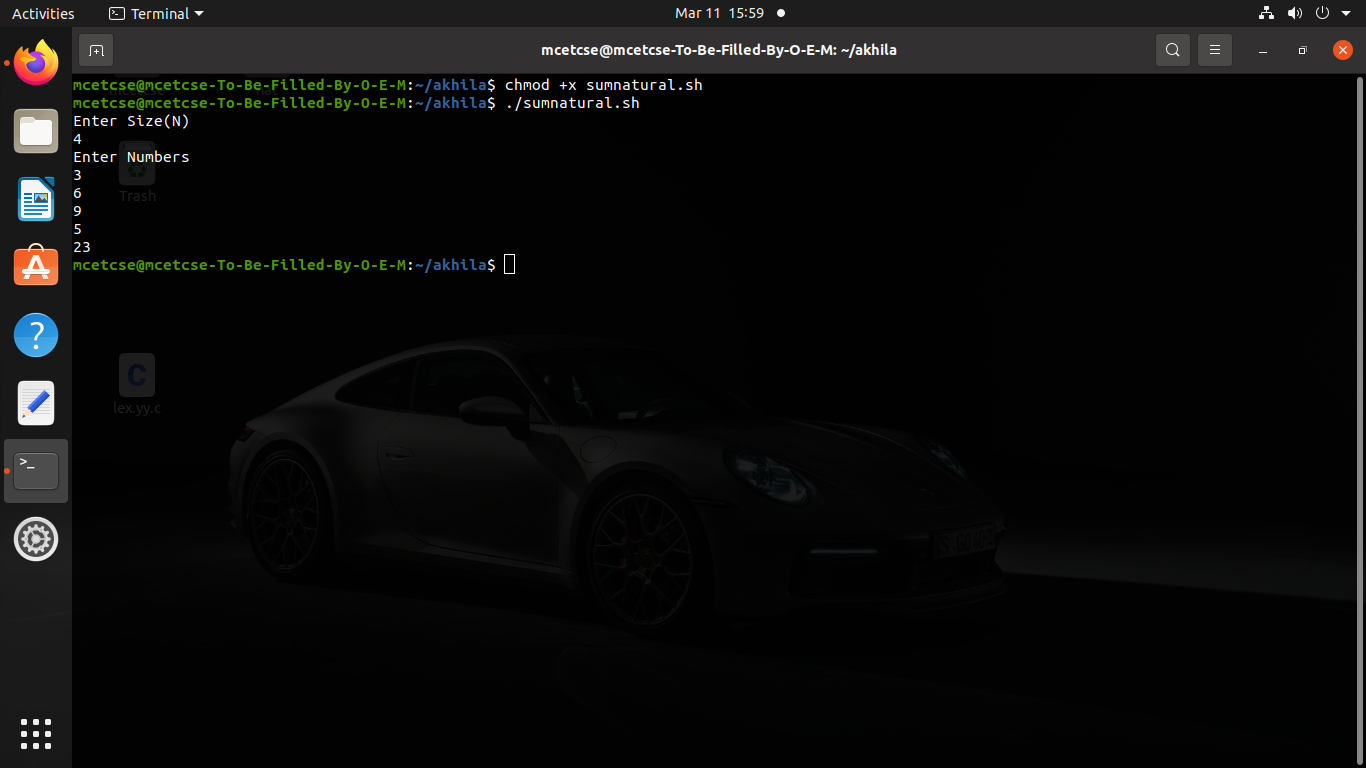 Activities
Terminal
Mar 11 15:59
mcetcse@mcetcse-To-Be-Filled-By-O-E-M: ~/akhila
mcetcse@mcetcse-To-Be-Filled-By-O-E-M:~/akhila$ chmod +x sumnatural.sh
mcetcse@mcetcse-To-Be-Filled-By-O-E-M:~/akhila$ ./sumnatural.sh
Enter Size(N)
4
Enter Numbers
3
6
Trash
9
5
23
mcetcse@mcetcse-To-Be-Filled-By-O-E-M:~/akhila$
C
lex.yy.c